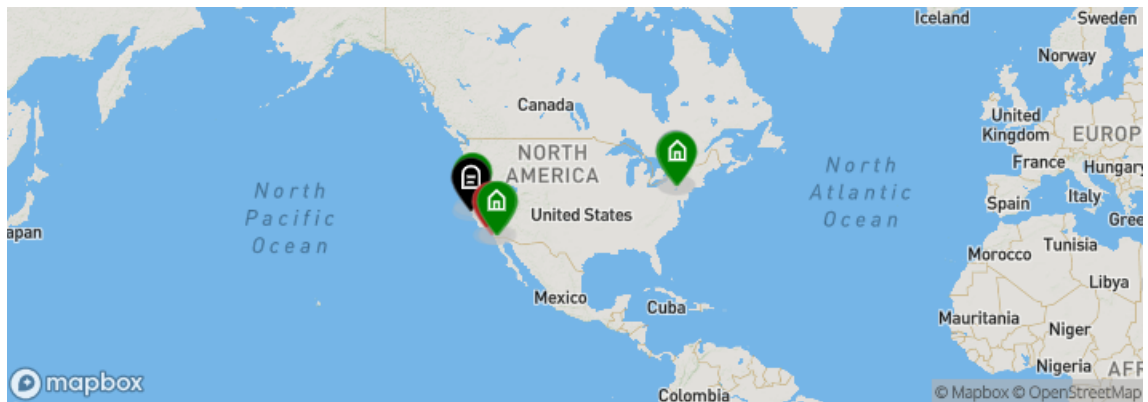 Iceland
Sweden
Norway
Canada
United
Kingdom
EUROP
NORTH
AMERICA
France
Hungary
North
Pacific
Ocean
North
Atlantic
Ocean
Italy
Spain
Gree
United States
apan
Tunisia
Morocco
Libya
Mexico
Cuba
Mauritania
Niger
Nigeria
AFR
Colombia
mapbox
© Mapbox © OpenStreetMap